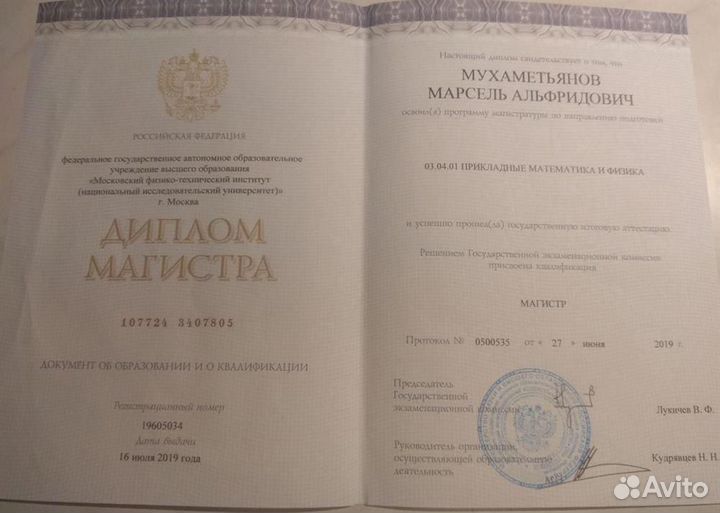 РОССИЙСКАЯ ФЕДЕРАЦИЯ
федеральное государственное автономное образовательное
учреждение высшего образования
«Московский физико-технический институт
(национальный исследовательский университет)»
г. Москва
ДИПЛОМ
МАГИСТРА
107724 3407805
ДОКУМЕНТ ОБ ОБРАЗОВАНИИ И О КВАЛИФИКАЦИИ
Регистрационный номер
19605034
Дата выдачи
16 июля 2019 года
Настоящий диплом свидетельствует о том, что
МУХАМЕТЬЯНОВ
МАРСЕЛЬ АЛЬФРИДОВИЧ
освоил(а) программу магистратуры по направлению подготовки
03.04.01 ПРИКЛАДНЫЕ МАТЕМАТИКА И ФИЗИКА
и успешно прошел(ла) государственную итоговую аттестацию
Решением Государственной экзаменационной комиссии
присвоена квалификация
МАГИСТР
Протокол № 0500535 от « 27 » июня 2019 г.
Председатель
Государственной
экзаменационной комиссии
Лукичев В. Ф.
Руководитель организации,
осуществляющей образовательную
деятельность
Кудрявцев Н. Н.
Avito